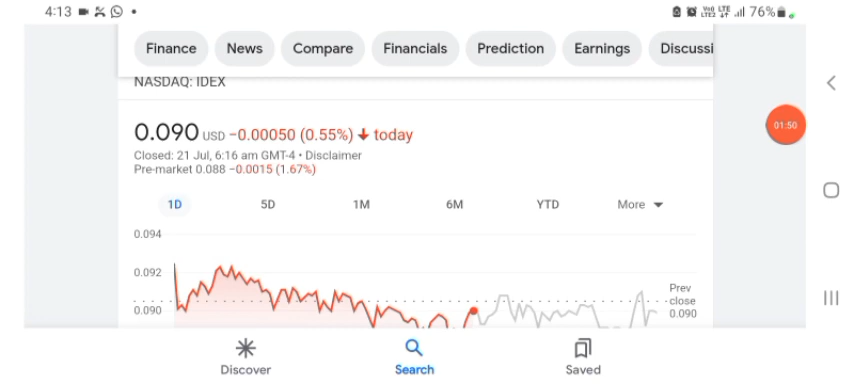 4:13
Vo) LTE
LTE2 76%
Finance News Compare Financials Prediction Earnings Discussi
NASDAQ: IDEX
0.090 USD −0.00050 (0.55%) today
Closed: 21 Jul, 6:16 am GMT-4 • Disclaimer
Pre-market 0.088 −0.0015 (1.67%)
01:50
1D 5D 1M 6M YTD More
0.094
0.092
0.090
Prev
close
0.090
Discover Search Saved